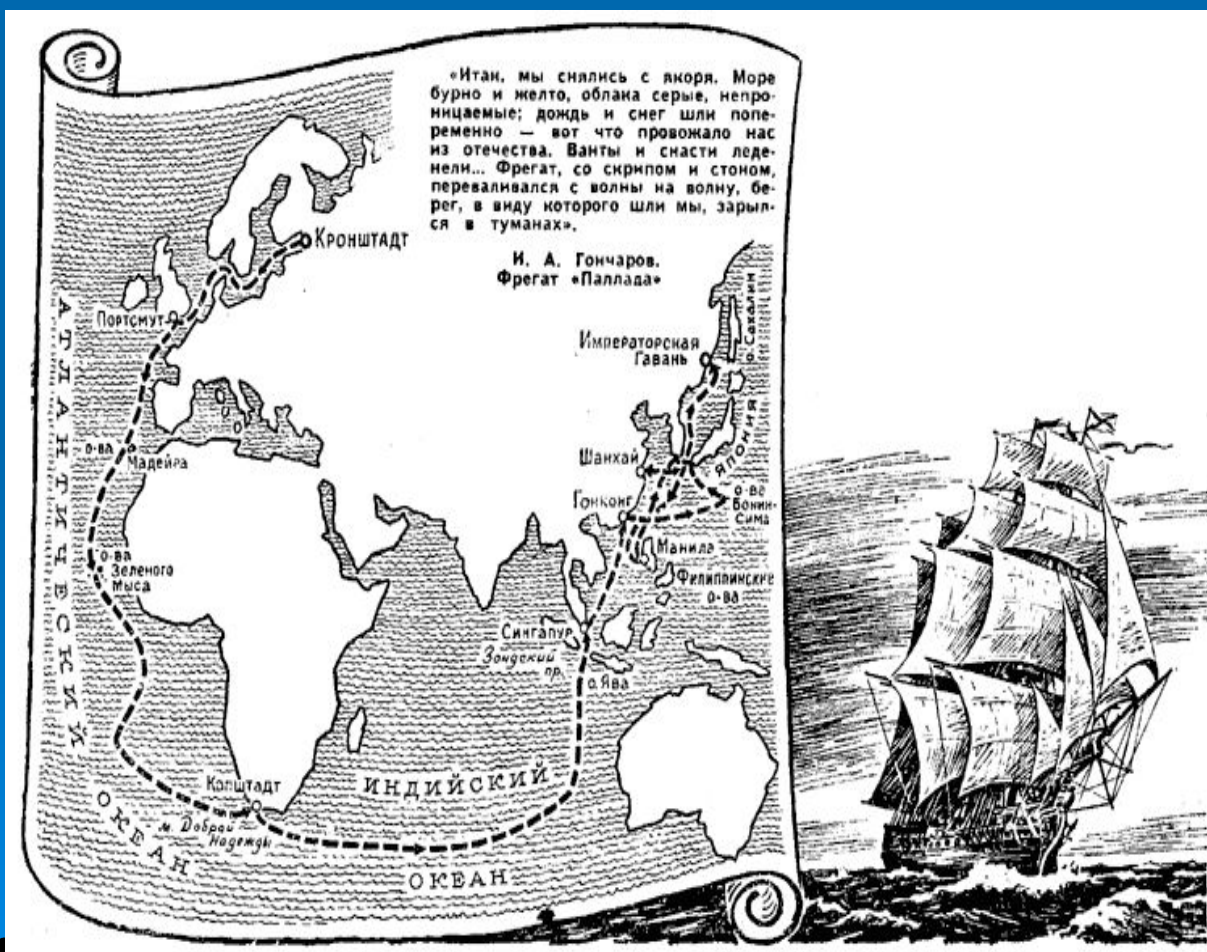 «Итак, мы снялись с якоря. Море
бурно и желто, облака серые, непро-
ницаемые; дождь и снег шли попе-
ременно — вот что провожало нас
из отечества. Ванты и снасти леде-
нели... Фрегат, со скрипом и стоном,
переваливался с волны на волну, бе-
рег, в виду которого шли мы, зарыл-
ся в туманах».
И. А. Гончаров.
Фрегат «Паллада»
Кронштадт
Портсмут
АТЛАНТИЧЕСКИЙ
ОКЕАН
о-ва
Мадейра
о-ва
Зеленого
Мыса
Капштадт
м. Доброй
Надежды
ИНДИЙСКИЙ
ОКЕАН
Императорская
Гавань
о. Сахалин
ЯПОНИЯ
Шанхай
Гонконг
о-ва
Бонин-
Сима
Манила
Филиппинские
о-ва
Сингапур
Зондский
пр.
о. Ява